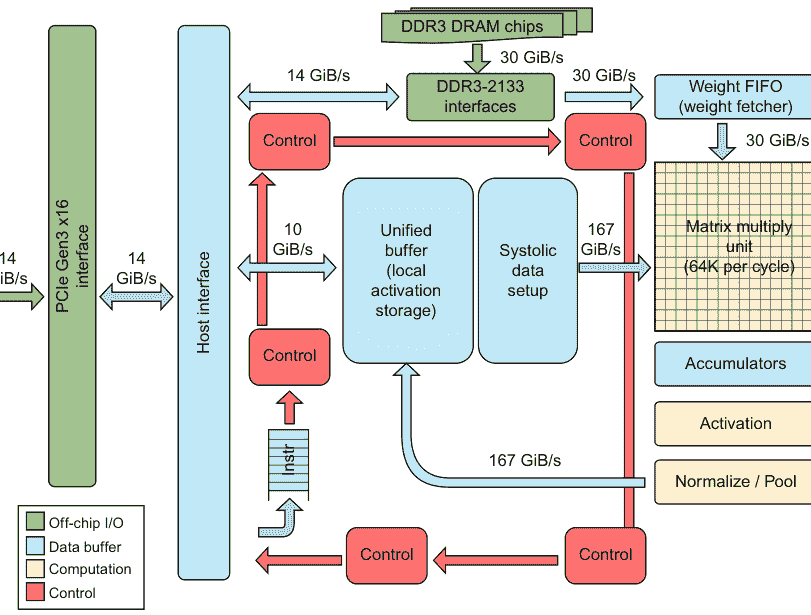 DDR3 DRAM chips
30 GiB/s
14 GiB/s
DDR3-2133
interfaces
30 GiB/s
Weight FIFO
(weight fetcher)
30 GiB/s
Control
Control
PCIe Gen3 x16
interface
Host interface
14
GiB/s
14
GiB/s
10
GiB/s
Unified
buffer
(local
activation
storage)
Systolic
data
setup
167
GiB/s
Matrix multiply
unit
(64K per cycle)
Control
Accumulators
Activation
Instr
167 GiB/s
Normalize / Pool
Off-chip I/O
Data buffer
Computation
Control
Control
Control